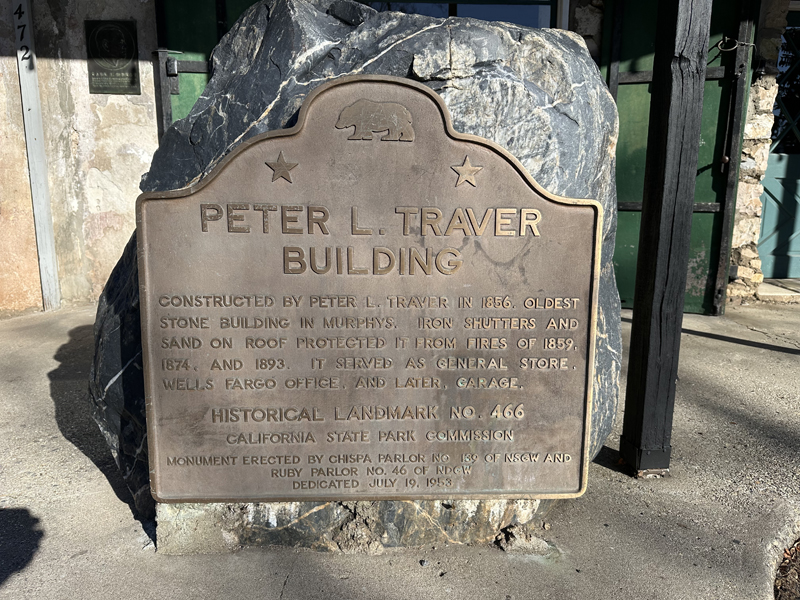 472
PETER L. TRAVER
BUILDING
CONSTRUCTED BY PETER L. TRAVER IN 1856. OLDEST
STONE BUILDING IN MURPHYS. IRON SHUTTERS AND
SAND ON ROOF PROTECTED IT FROM FIRES OF 1859,
1874, AND 1893. IT SERVED AS GENERAL STORE,
WELLS FARGO OFFICE, AND LATER, GARAGE.
HISTORICAL LANDMARK NO. 466
CALIFORNIA STATE PARK COMMISSION
MONUMENT ERECTED BY CHISPA PARLOR NO. 139 OF NSGW AND
RUBY PARLOR NO. 46 OF NDGW
DEDICATED JULY 19, 1953